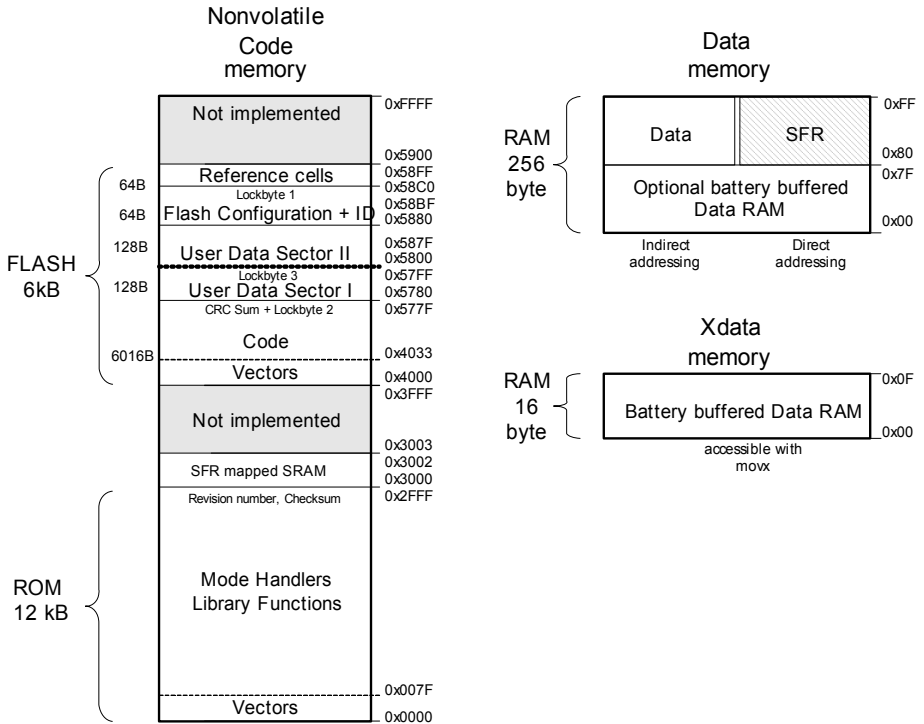 Nonvolatile
Code
memory
0xFFFF
Not implemented
0x5900
Reference cells
0x58FF
64B
0x58C0
Lockbyte 1
0x58BF
64B
Flash Configuration + ID
0x5880
128B
User Data Sector II
0x587F
0x5800
FLASH
6kB
Lockbyte 3
0x57FF
128B
User Data Sector I
0x5780
CRC Sum + Lockbyte 2
0x577F
Code
6016B
0x4033
Vectors
0x4000
0x3FFF
Not implemented
0x3003
0x3002
SFR mapped SRAM
0x3000
Revision number, Checksum
0x2FFF
ROM
12 kB
Mode Handlers
Library Functions
0x007F
Vectors
0x0000
Data
memory
RAM
256
byte
Data
SFR
0xFF
0x80
0x7F
Optional battery buffered
Data RAM
0x00
Indirect
addressing
Direct
addressing
Xdata
memory
RAM
16
byte
0x0F
Battery buffered Data RAM
0x00
accessible with
movx